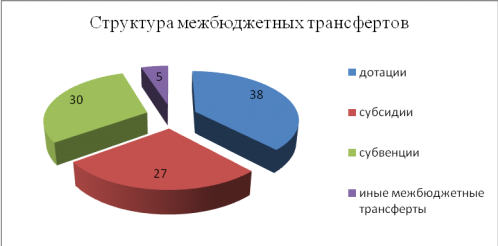 Структура межбюджетных трансфертов
5
38
30
27
дотации
субсидии
субвенции
иные межбюджетные
трансферты